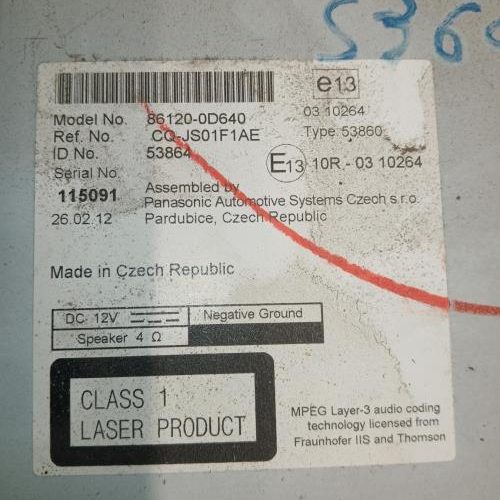 5360
e13
Model No. 86120-0D640
03 10264
Ref. No. CQ-JS01F1AE
Type: 53860
ID No. 53864
E13 10R - 03 10264
Serial No.
115091
Assembled by
Panasonic Automotive Systems Czech s.r.o.
26.02.12 Pardubice, Czech Republic
Made in Czech Republic
DC 12V
Negative Ground
Speaker 4 Ω
CLASS 1
LASER PRODUCT
MPEG Layer-3 audio coding
technology licensed from
Fraunhofer IIS and Thomson